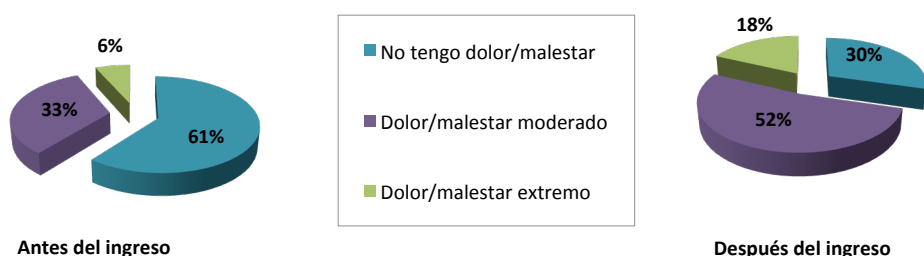 6%
33%
61%
Antes del ingreso
No tengo dolor/malestar
Dolor/malestar moderado
Dolor/malestar extremo
18%
30%
52%
Después del ingreso